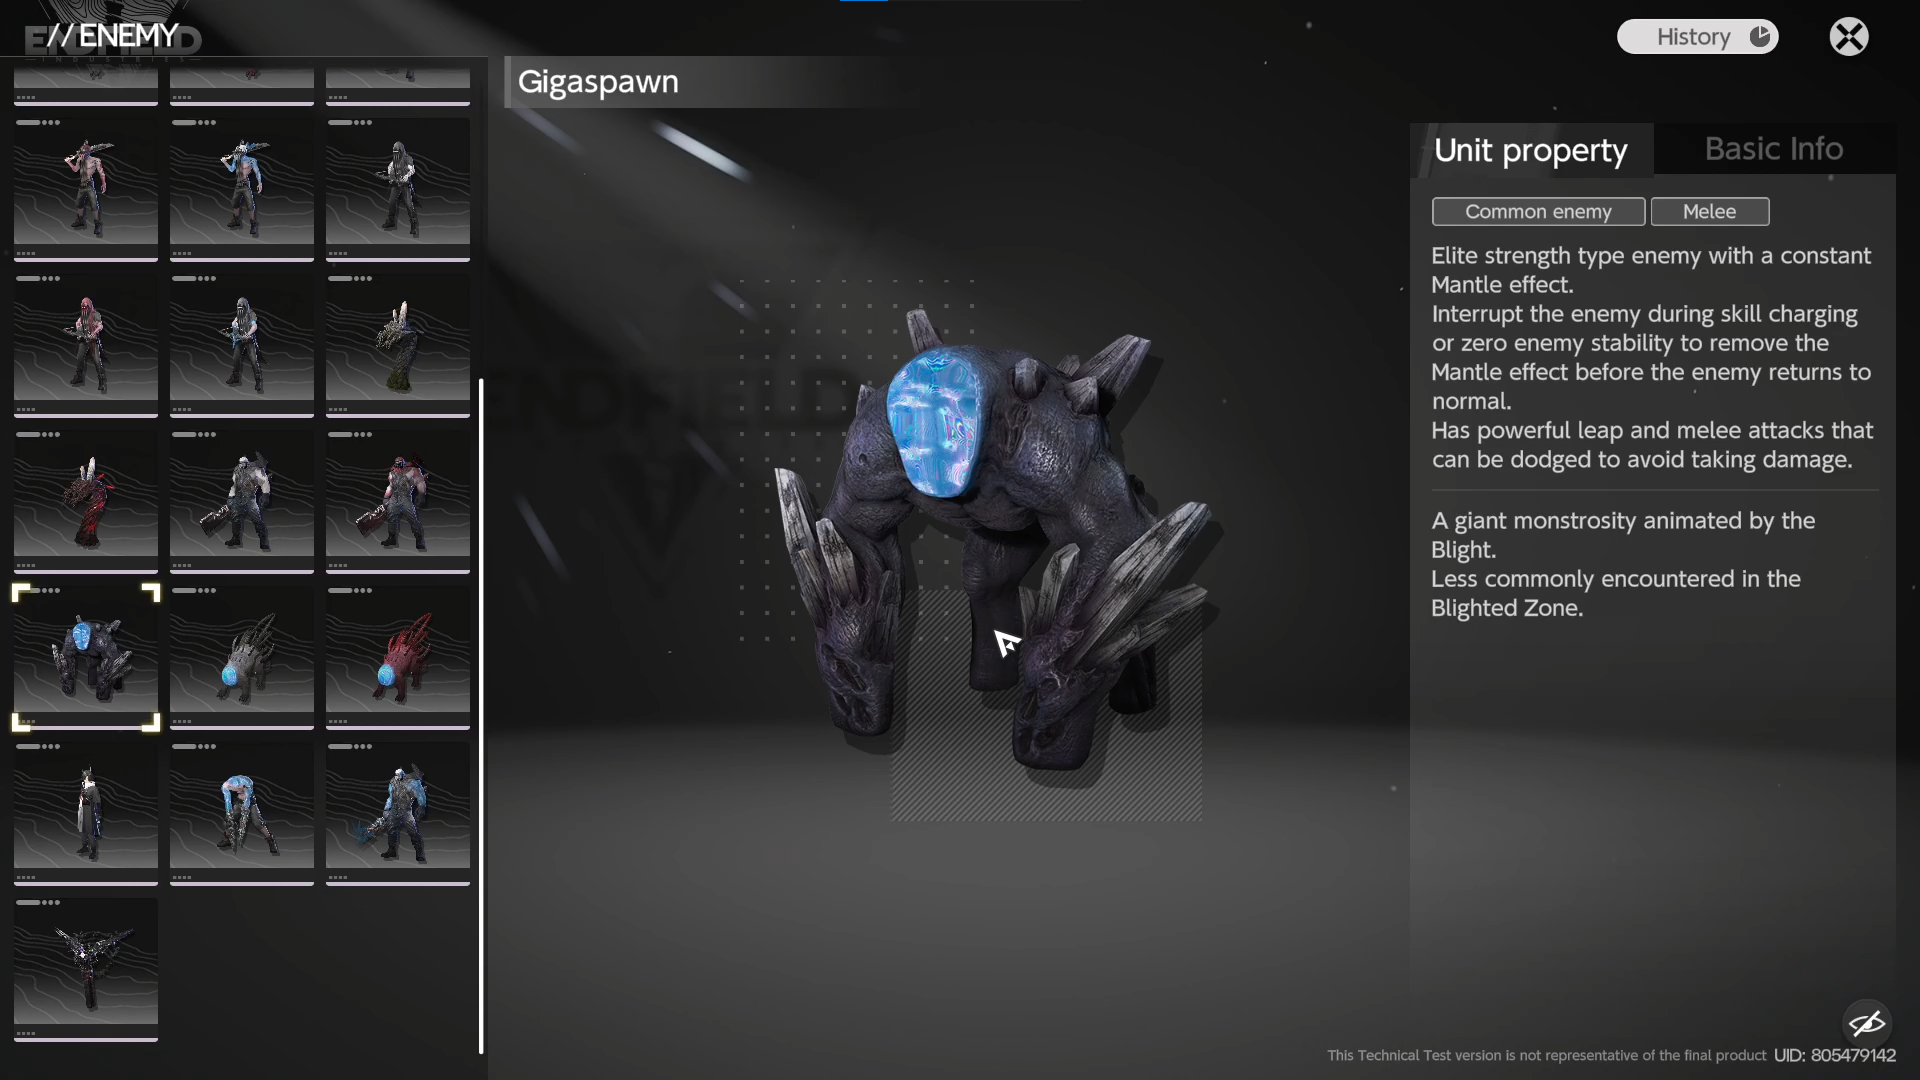 // ENEMY
ENDFIELD
INDUSTRIES
History
Gigaspawn
Unit property
Basic Info
Common enemy
Melee
Elite strength type enemy with a constant
Mantle effect.
Interrupt the enemy during skill charging
or zero enemy stability to remove the
Mantle effect before the enemy returns to
normal.
Has powerful leap and melee attacks that
can be dodged to avoid taking damage.
A giant monstrosity animated by the
Blight.
Less commonly encountered in the
Blighted Zone.
ENDFIELD
This Technical Test version is not representative of the final product UID: 805479142